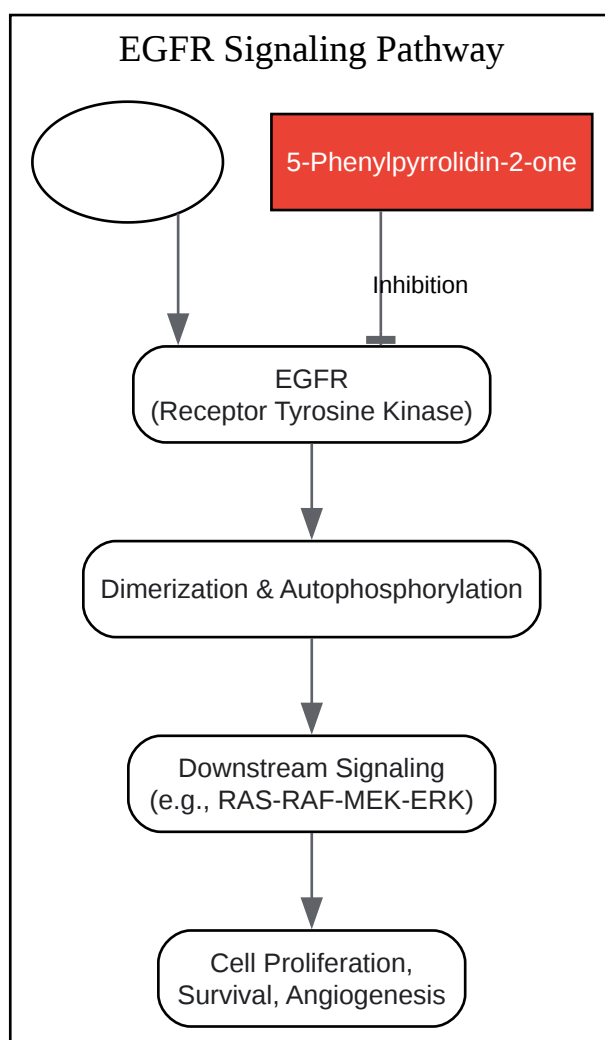 EGFR Signaling Pathway
5-Phenylpyrrolidin-2-one
Inhibition
EGFR
(Receptor Tyrosine Kinase)
Dimerization & Autophosphorylation
Downstream Signaling
(e.g., RAS-RAF-MEK-ERK)
Cell Proliferation,
Survival, Angiogenesis